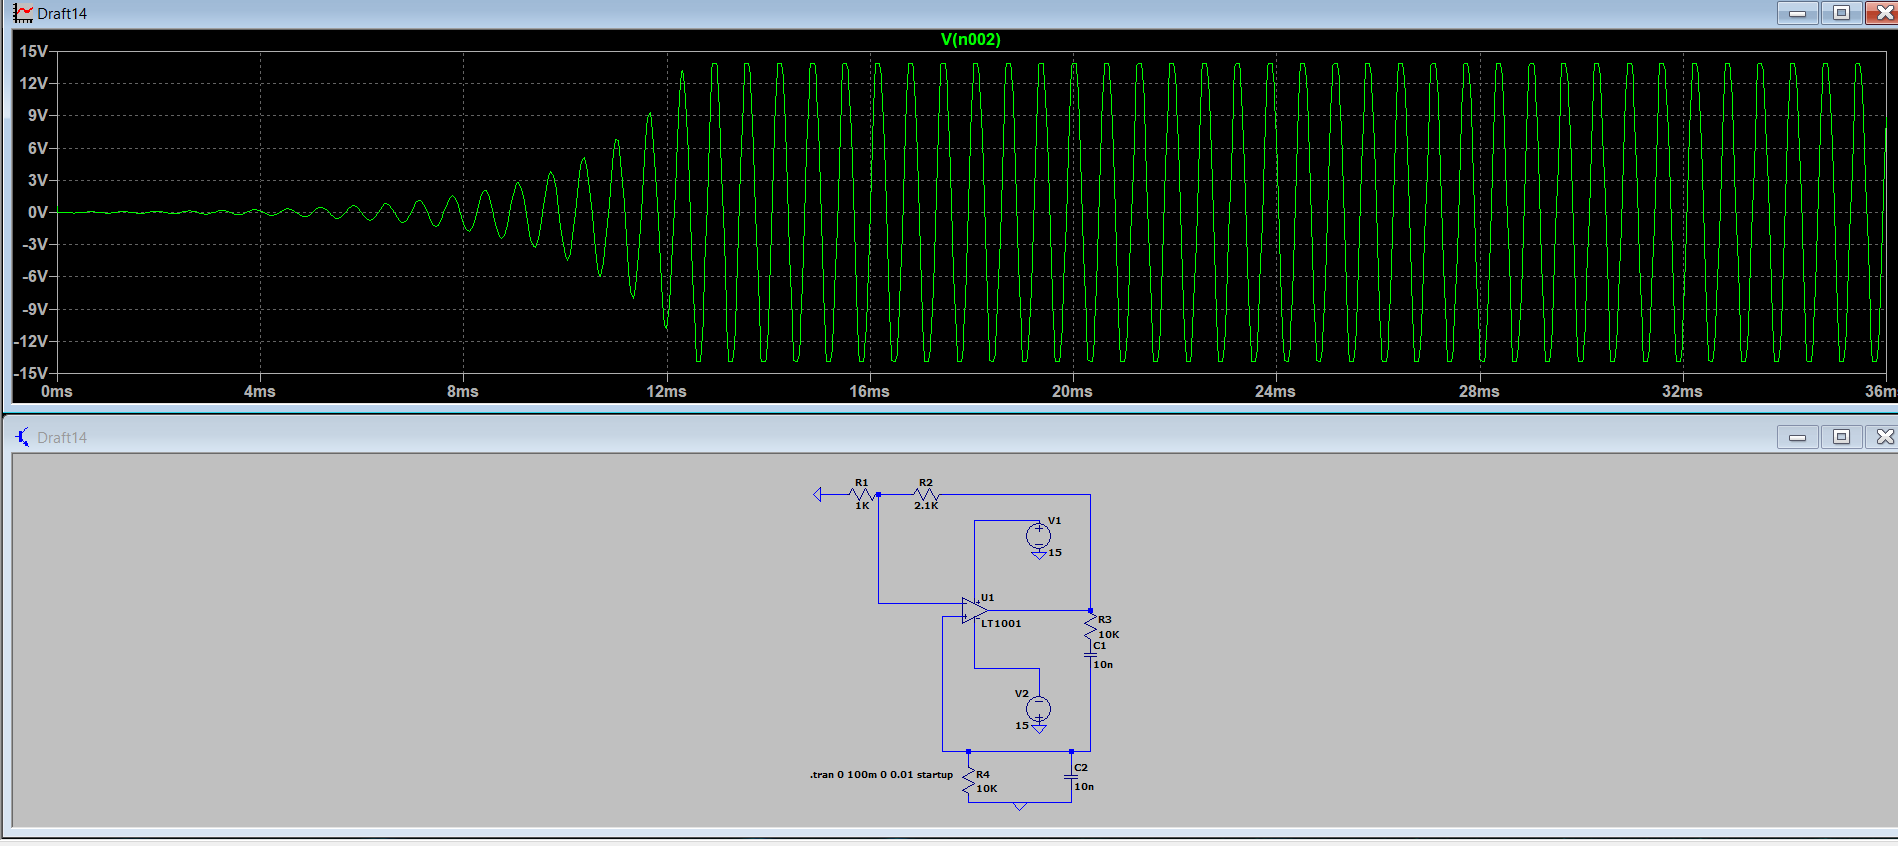 Draft14
V(n002)
15V
12V
9V
6V
3V
0V
-3V
-6V
-9V
-12V
-15V
0ms 4ms 8ms 12ms 16ms 20ms 24ms 28ms 32ms 36m
Draft14
R1 R2
1K 2.1K
V1
15
U1
LT1001
R3
10K
C1
10n
V2
15
.tran 0 100m 0 0.01 startup
R4
10K
C2
10n